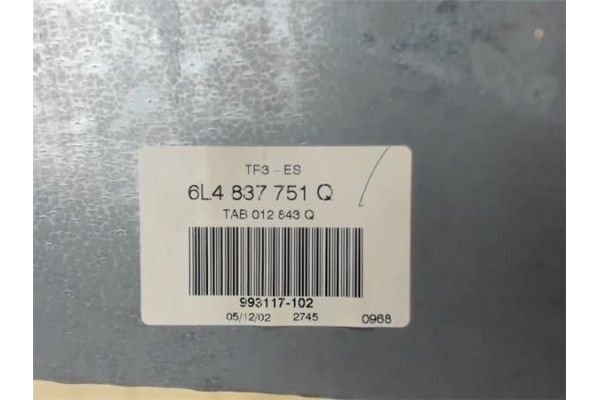 TF3 - ES
6L4 837 751 Q
TAB 012 843 Q
993117-102
05/12/02 2745 0968